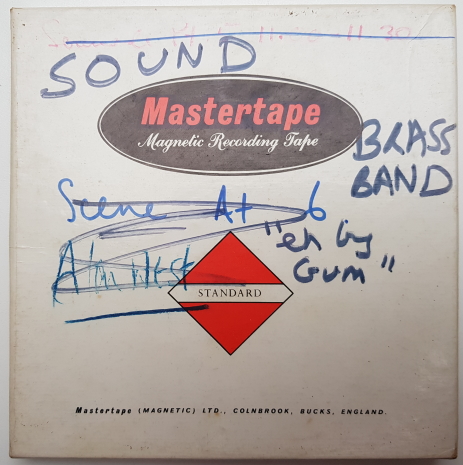 SOUND
Mastertape
Magnetic Recording Tape
BRASS
BAND
Scene At 6
"eh by
GUM"
STANDARD
Mastertape (MAGNETIC) LTD., COLNBROOK, BUCKS, ENGLAND.